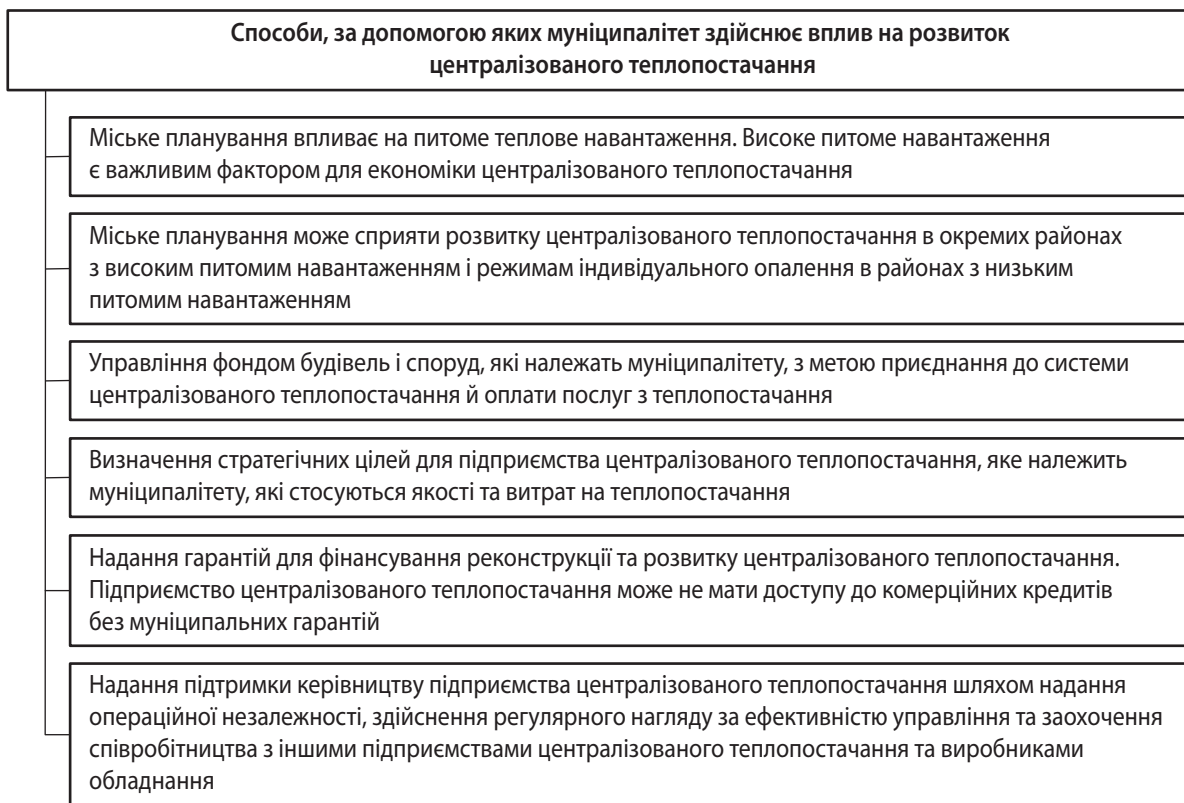 Способи, за допомогою яких муніципалітет здійснює вплив на розвиток
централізованого теплопостачання
Міське планування впливає на питоме теплове навантаження. Високе питоме навантаження
є важливим фактором для економіки централізованого теплопостачання
Міське планування може сприяти розвитку централізованого теплопостачання в окремих районах
з високим питомим навантаженням і режимам індивідуального опалення в районах з низьким
питомим навантаженням
Управління фондом будівель і споруд, які належать муніципалітету, з метою приєднання до системи
централізованого теплопостачання й оплати послуг з теплопостачання
Визначення стратегічних цілей для підприємства централізованого теплопостачання, яке належить
муніципалітету, які стосуються якості та витрат на теплопостачання
Надання гарантій для фінансування реконструкції та розвитку централізованого теплопостачання.
Підприємство централізованого теплопостачання може не мати доступу до комерційних кредитів
без муніципальних гарантій
Надання підтримки керівництву підприємства централізованого теплопостачання шляхом надання
операційної незалежності, здійснення регулярного нагляду за ефективністю управління та заохочення
співробітництва з іншими підприємствами централізованого теплопостачання та виробниками
обладнання